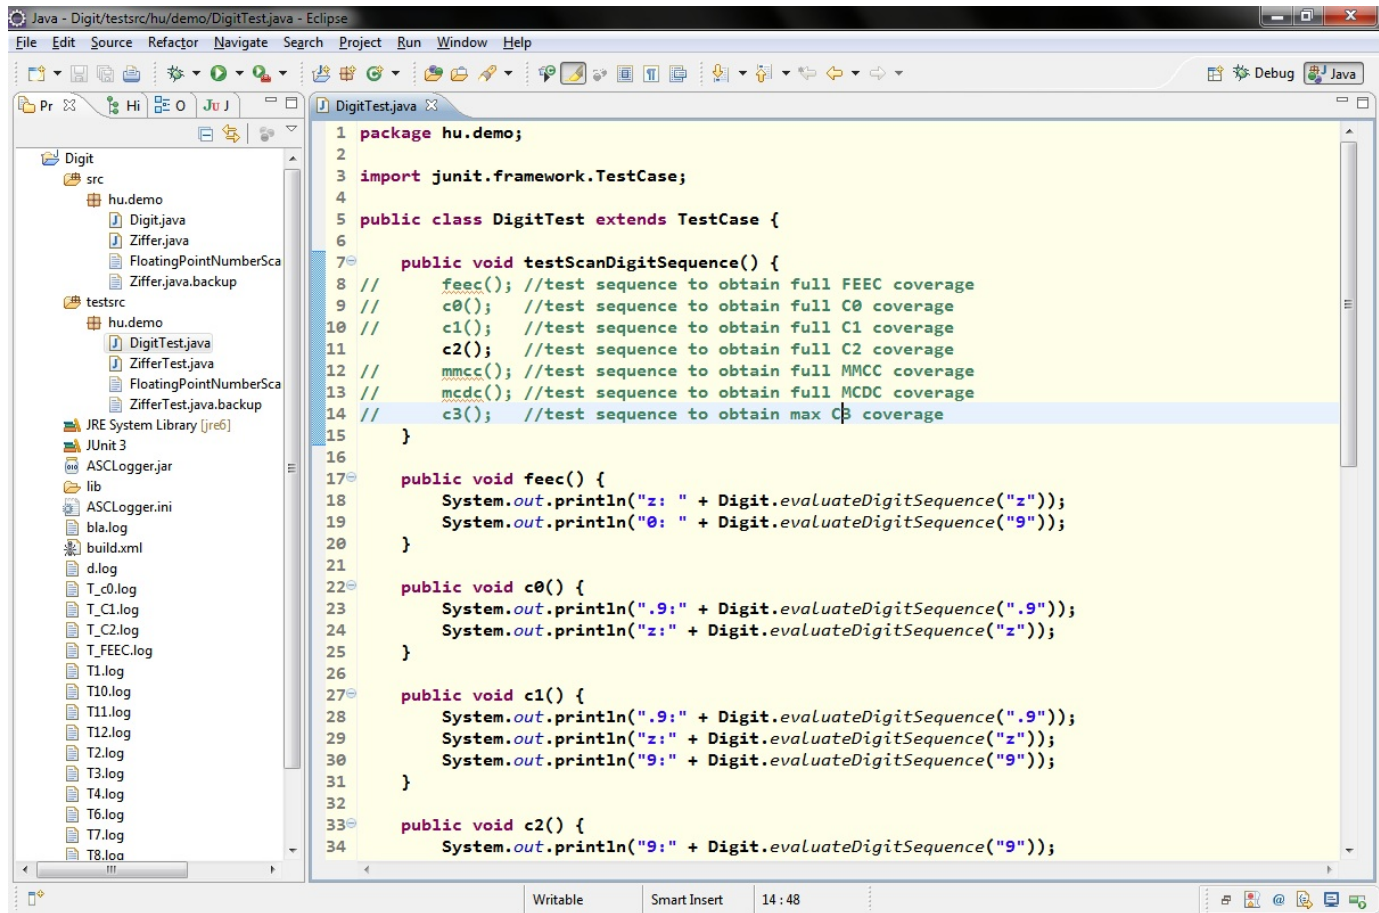 Java - Digit/testsrc/hu/demo/DigitTest.java - Eclipse
File Edit Source Refactor Navigate Search Project Run Window Help
Debug Java
Pr Hi O Ju J
DigitTest.java
Digit
src
hu.demo
Digit.java
Ziffer.java
FloatingPointNumberSca
Ziffer.java.backup
testsrc
hu.demo
DigitTest.java
ZifferTest.java
FloatingPointNumberSca
ZifferTest.java.backup
JRE System Library [jre6]
JUnit 3
ASCLogger.jar
lib
ASCLogger.ini
bla.log
build.xml
d.log
T_c0.log
T_C1.log
T_C2.log
T_FEEC.log
T1.log
T10.log
T11.log
T12.log
T2.log
T3.log
T4.log
T6.log
T7.log
T8.log
1 package hu.demo;
2
3 import junit.framework.TestCase;
4
5 public class DigitTest extends TestCase {
6
7 public void testScanDigitSequence() {
8 // feec(); //test sequence to obtain full FEEC coverage
9 // c0(); //test sequence to obtain full C0 coverage
10 // c1(); //test sequence to obtain full C1 coverage
11 c2(); //test sequence to obtain full C2 coverage
12 // mmcc(); //test sequence to obtain full MMCC coverage
13 // mcdc(); //test sequence to obtain full MCDC coverage
14 // c3(); //test sequence to obtain max C3 coverage
15 }
16
17 public void feec() {
18 System.out.println("z: " + Digit.evaluateDigitSequence("z"));
19 System.out.println("0: " + Digit.evaluateDigitSequence("9"));
20 }
21
22 public void c0() {
23 System.out.println(".9:" + Digit.evaluateDigitSequence(".9"));
24 System.out.println("z:" + Digit.evaluateDigitSequence("z"));
25 }
26
27 public void c1() {
28 System.out.println(".9:" + Digit.evaluateDigitSequence(".9"));
29 System.out.println("z:" + Digit.evaluateDigitSequence("z"));
30 System.out.println("9:" + Digit.evaluateDigitSequence("9"));
31 }
32
33 public void c2() {
34 System.out.println("9:" + Digit.evaluateDigitSequence("9"));
Writable Smart Insert 14 : 48